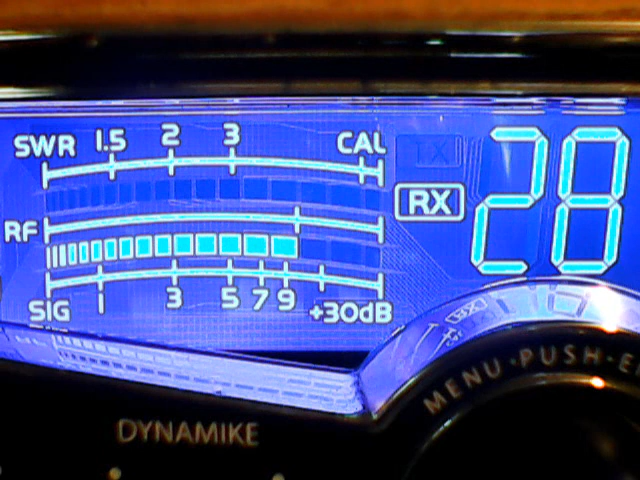 SWR 1.5 2 3 CAL
TX
RX
28
RF
SIG 1 3 5 7 9 +30dB
MENU·PUSH·
DYNAMIKE